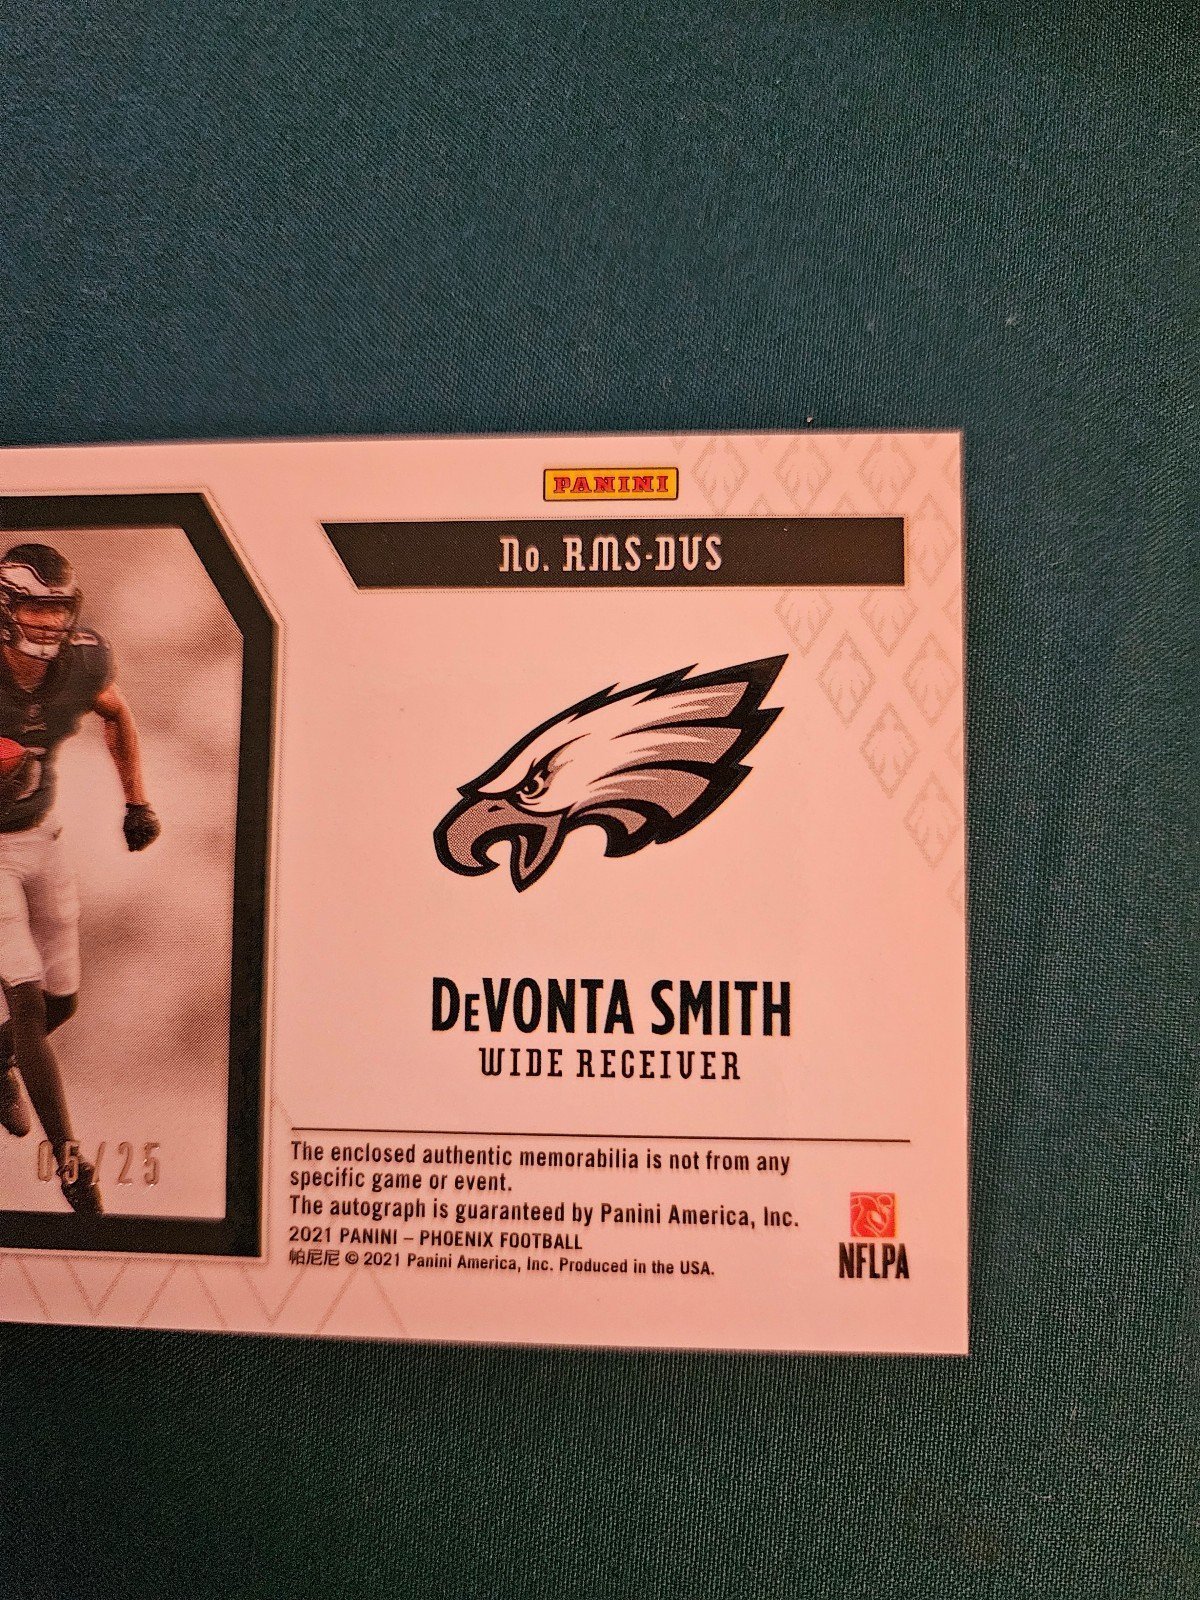 PANINI
No. RMS-DVS
DeVONTA SMITH
WIDE RECEIVER
05/25
The enclosed authentic memorabilia is not from any
specific game or event.
The autograph is guaranteed by Panini America, Inc.
2021 PANINI – PHOENIX FOOTBALL
帕尼尼 © 2021 Panini America, Inc. Produced in the USA.
NFLPA